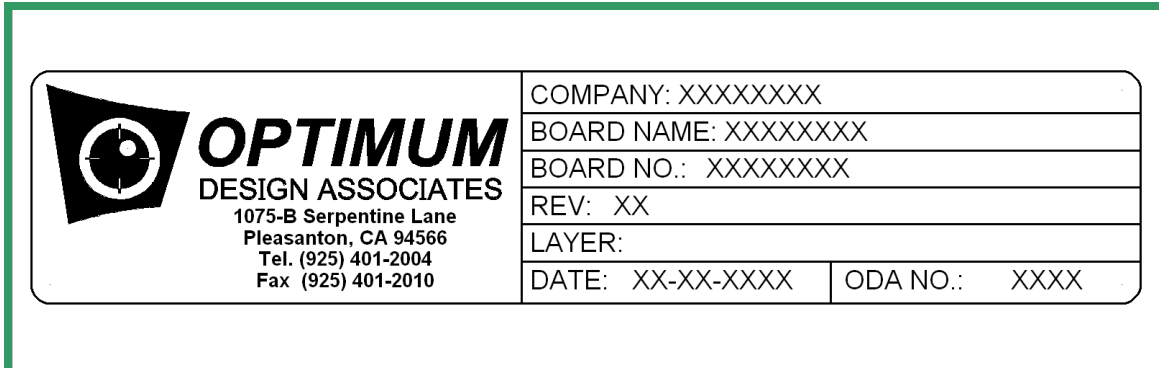 OPTIMUM
DESIGN ASSOCIATES
1075-B Serpentine Lane
Pleasanton, CA 94566
Tel. (925) 401-2004
Fax (925) 401-2010
COMPANY: XXXXXXXX
BOARD NAME: XXXXXXXX
BOARD NO.: XXXXXXXX
REV: XX
LAYER:
DATE: XX-XX-XXXX
ODA NO.: XXXX